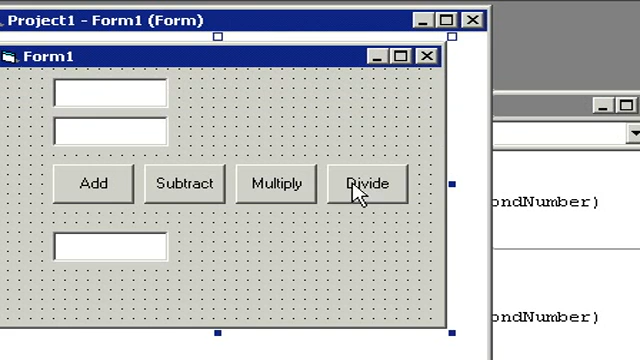 Project1 - Form1 (Form)
Form1
Add
Subtract
Multiply
Divide
ondNumber)
ondNumber)